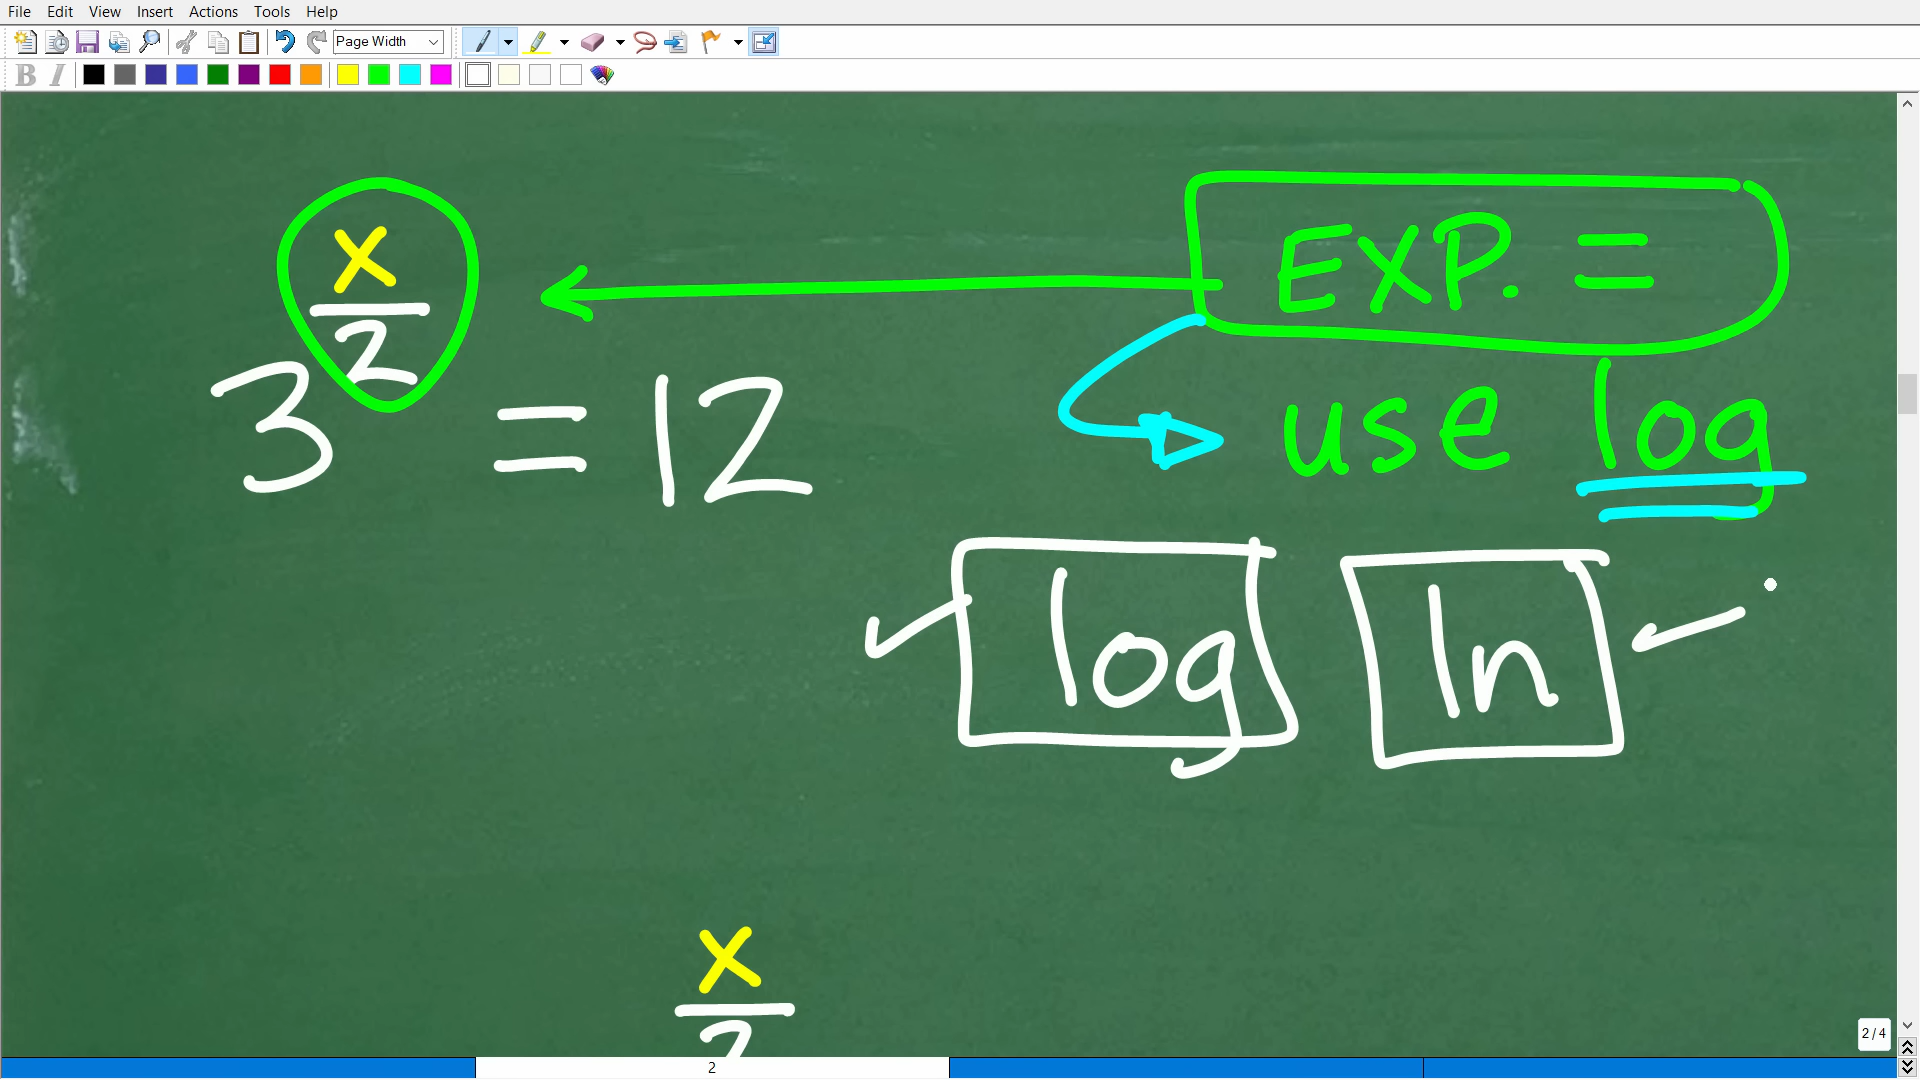 File Edit View Insert Actions Tools Help
Page Width
B I
x
2
3 = 12
EXP. =
use log
log ln
x
2
2 / 4
2